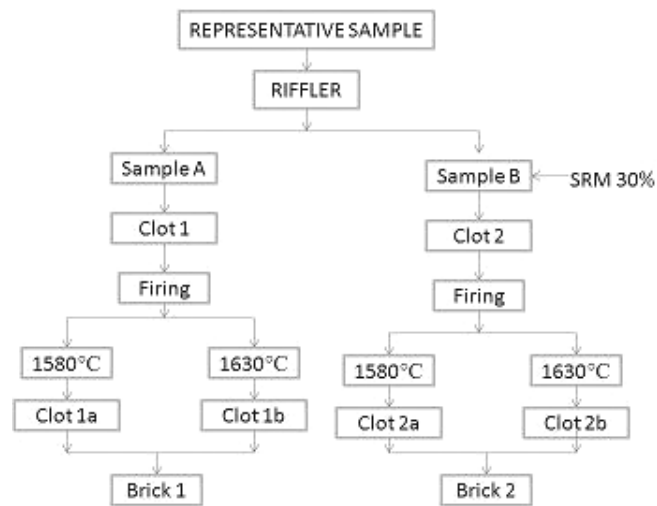 REPRESENTATIVE SAMPLE
RIFFLER
Sample A
Sample B
SRM 30%
Clot 1
Clot 2
Firing
Firing
1580°C
1630°C
1580°C
1630°C
Clot 1a
Clot 1b
Clot 2a
Clot 2b
Brick 1
Brick 2